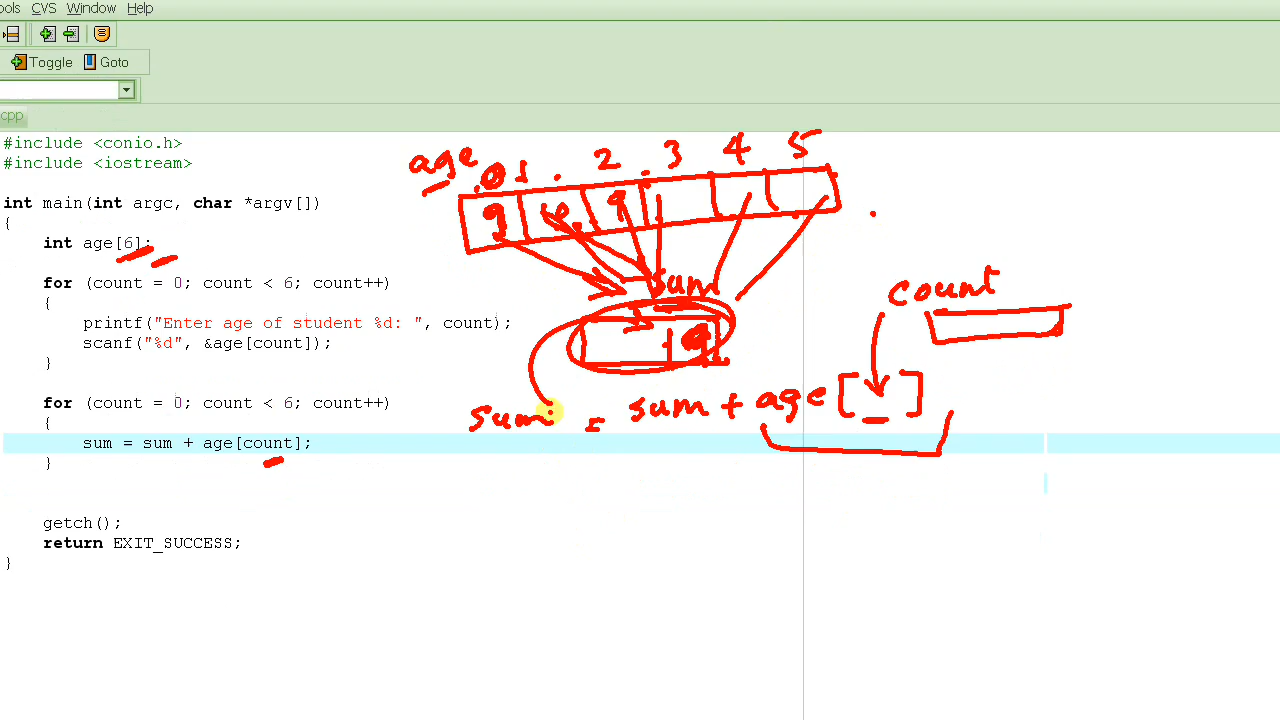 ools CVS Window Help
Toggle Goto
cpp
#include <conio.h>
#include <iostream>
int main(int argc, char *argv[])
{
int age[6];
for (count = 0; count < 6; count++)
{
printf("Enter age of student %d: ", count);
scanf("%d", &age[count]);
}
for (count = 0; count < 6; count++)
{
sum = sum + age[count];
}
getch();
return EXIT_SUCCESS;
}
age 0 1 2 3 4 5
9 9
sum
count
sum = sum + age [ ]